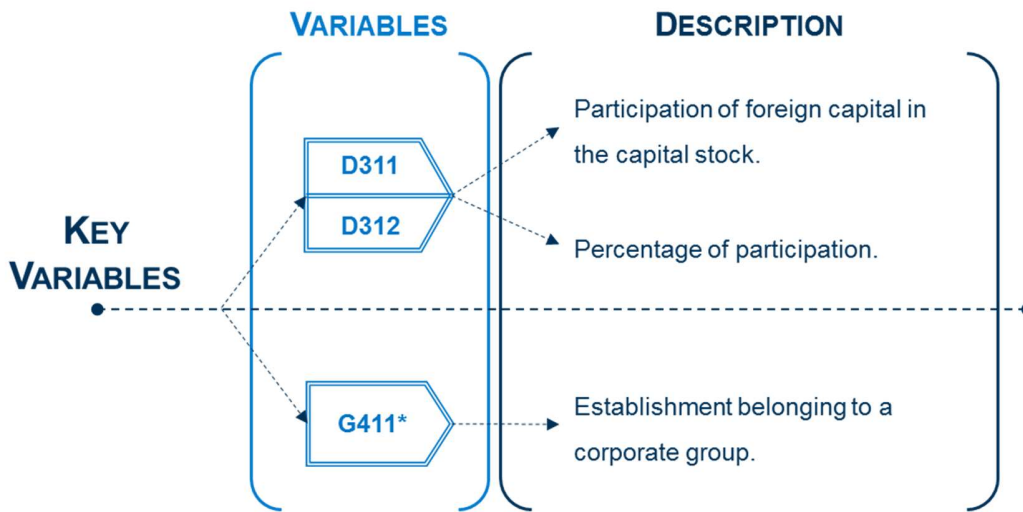 VARIABLES
DESCRIPTION
KEY
VARIABLES
D311
D312
Participation of foreign capital in
the capital stock.
Percentage of participation.
G411*
Establishment belonging to a
corporate group.